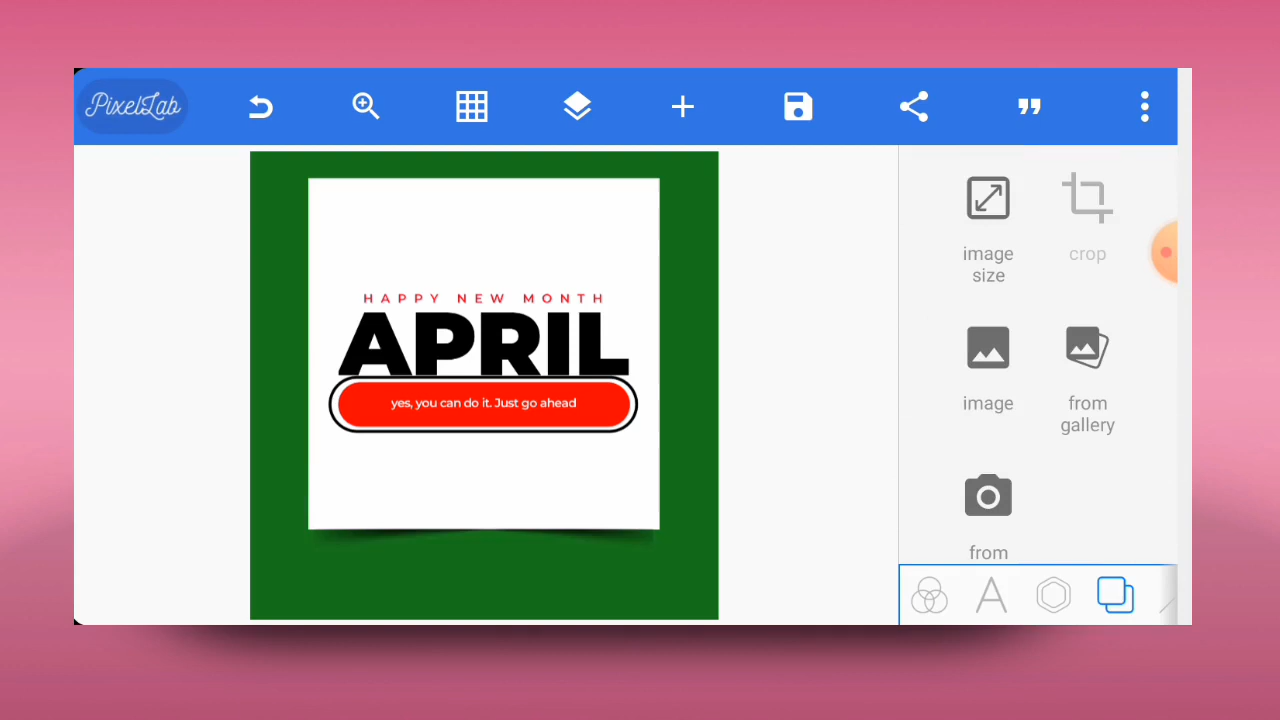 PixelLab
image
size
crop
HAPPY NEW MONTH
APRIL
yes, you can do it. Just go ahead
image
from
gallery
from